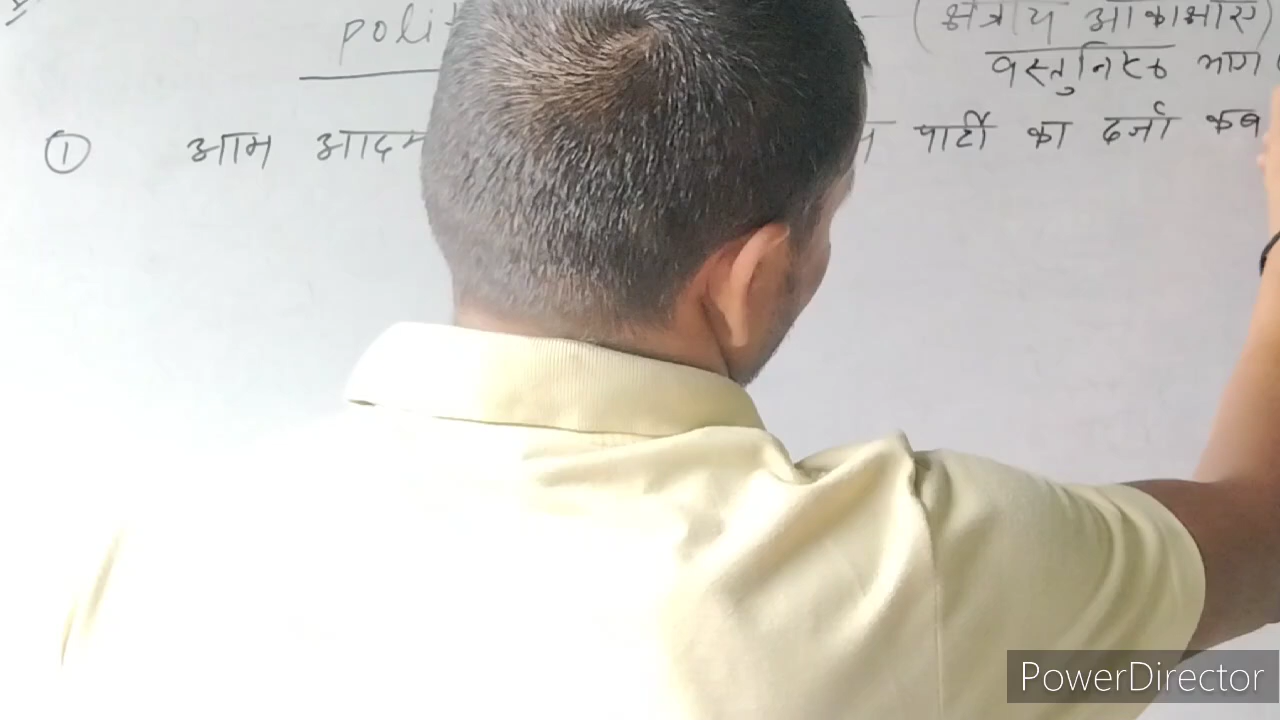 poli (क्षेत्रीय आकांक्षाएं)
वस्तुनिष्ठ भाग
① आम आदम पार्टी का दर्जा कब
PowerDirector